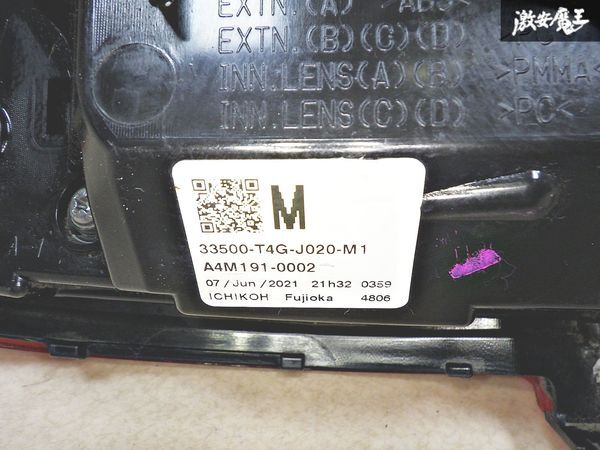 激安魔王
EXTN.(A) >ABS<
EXTN.(B)(C)(D)
INN.LENS(A)(B) >PMMA<
INN.LENS(C)(D) >PC<
M
33500-T4G-J020-M1
A4M191-0002
07/Jun/2021 21h32 0359
ICHIKOH Fujioka 4806